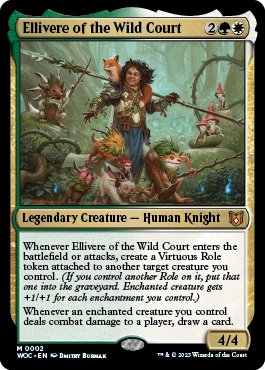 Ellivere of the Wild Court 2
Legendary Creature — Human Knight
Whenever Ellivere of the Wild Court enters the
battlefield or attacks, create a Virtuous Role
token attached to another target creature you
control. (If you control another Role on it, put that
one into the graveyard. Enchanted creature gets
+1/+1 for each enchantment you control.)
Whenever an enchanted creature you control
deals combat damage to a player, draw a card.
4/4
M 0002
WOC • EN Dmitry Burmak
™ & © 2023 Wizards of the Coast